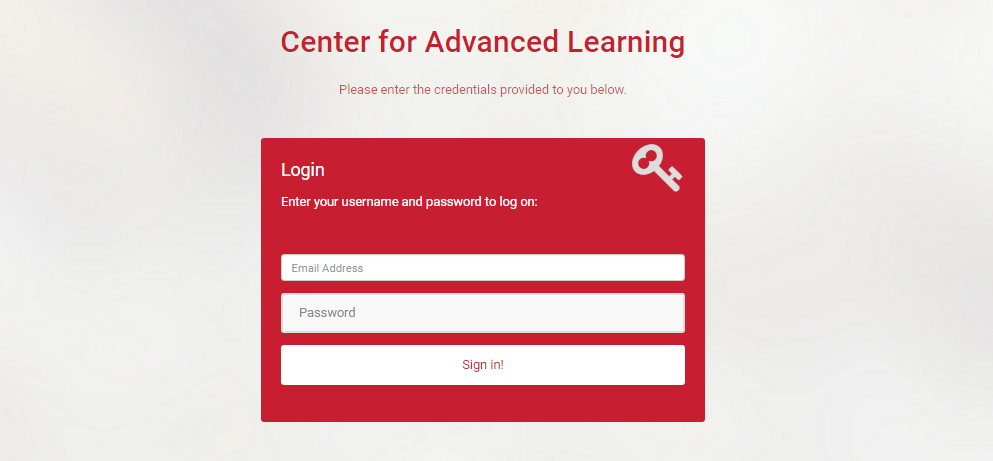 Center for Advanced Learning
Please enter the credentials provided to you below.
Login
Enter your username and password to log on:
Email Address
Password
Sign in!